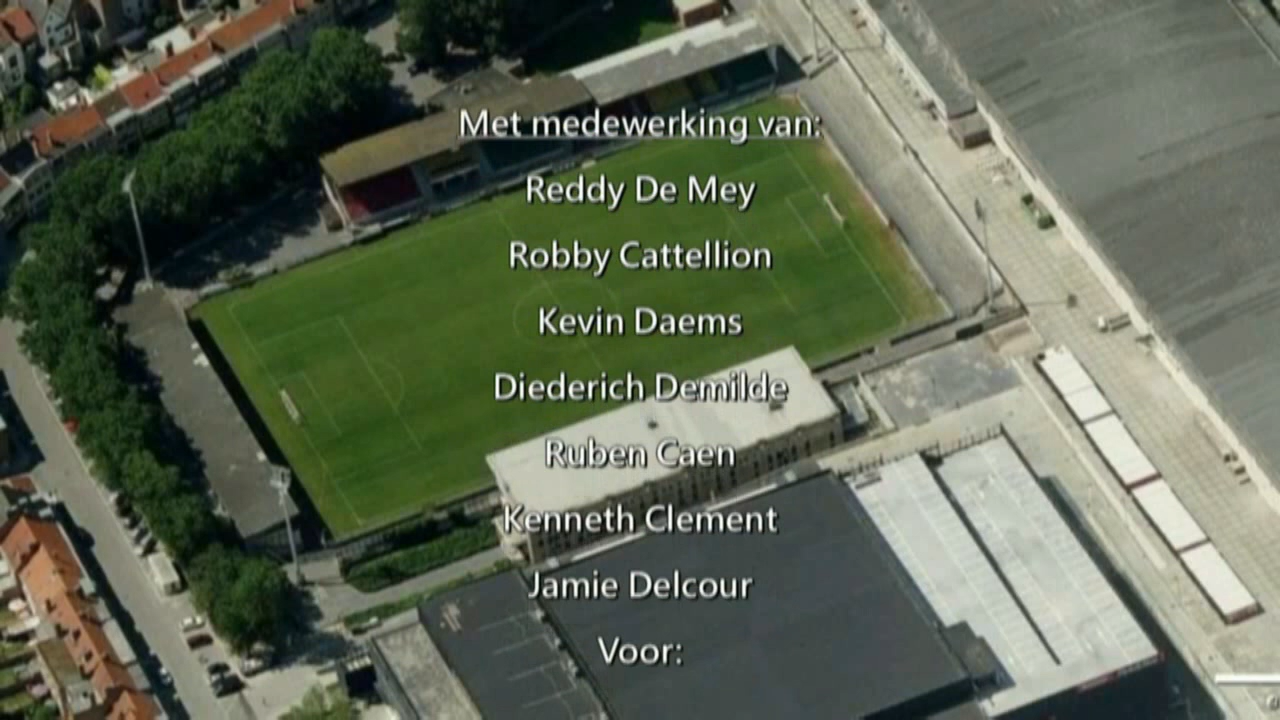 Met medewerking van:
Reddy De Mey
Robby Cattellion
Kevin Daems
Diederich Demilde
Ruben Caen
Kenneth Clement
Jamie Delcour
Voor: